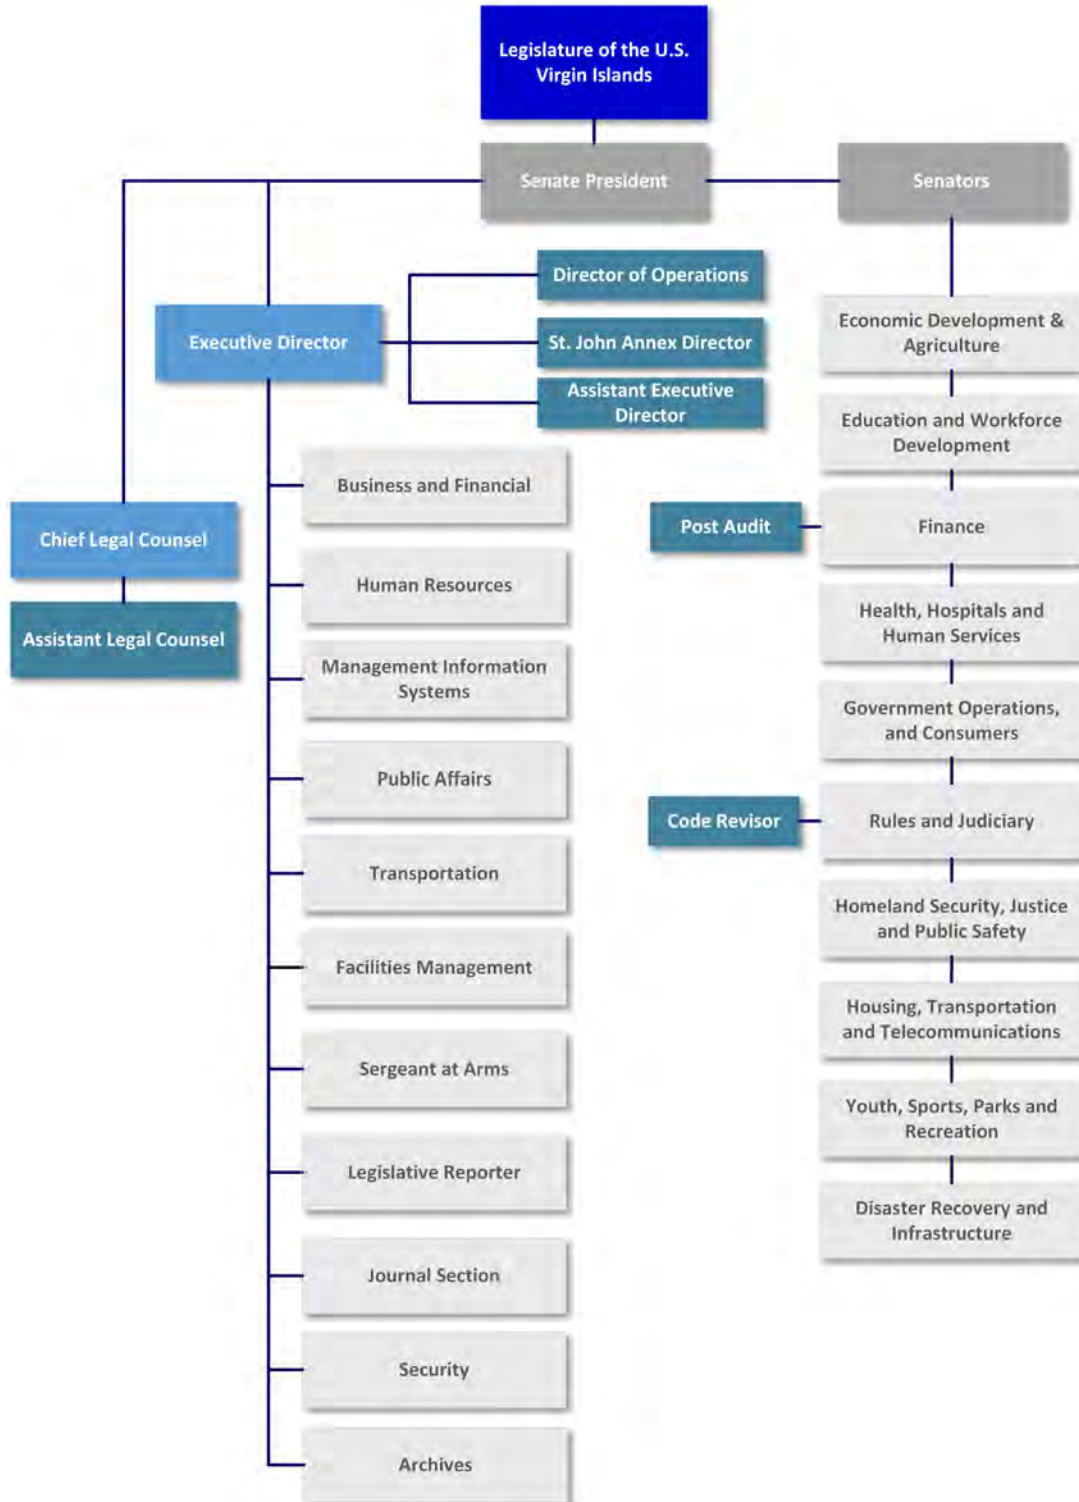 Legislature of the U.S.
Virgin Islands
Senate President
Senators
Director of Operations
Executive Director
St. John Annex Director
Assistant Executive
Director
Chief Legal Counsel
Assistant Legal Counsel
Business and Financial
Human Resources
Management Information
Systems
Public Affairs
Transportation
Facilities Management
Sergeant at Arms
Legislative Reporter
Journal Section
Security
Archives
Economic Development &
Agriculture
Education and Workforce
Development
Post Audit
Finance
Health, Hospitals and
Human Services
Government Operations,
and Consumers
Code Revisor
Rules and Judiciary
Homeland Security, Justice
and Public Safety
Housing, Transportation
and Telecommunications
Youth, Sports, Parks and
Recreation
Disaster Recovery and
Infrastructure